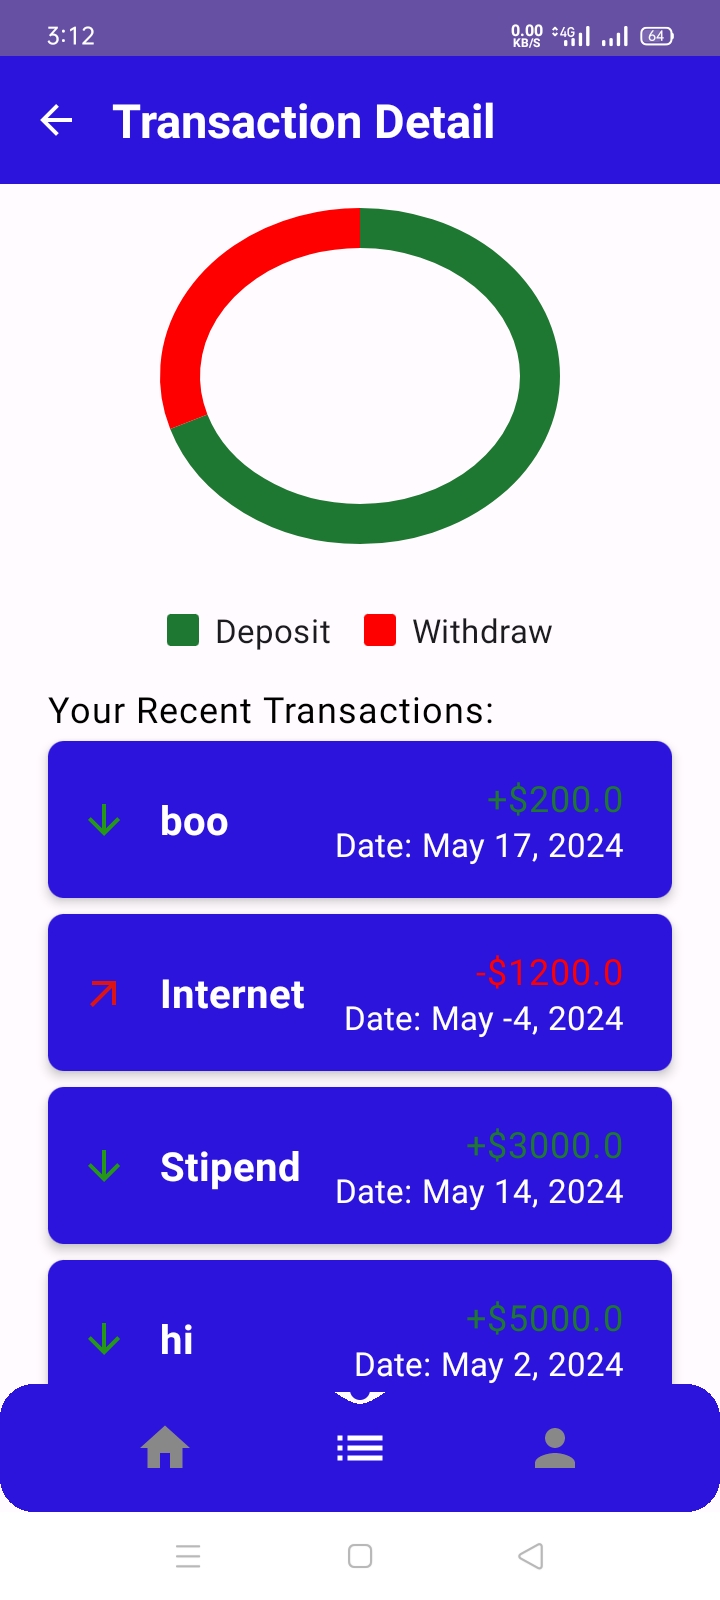 3:12
0.00
KB/S
4G
64
Transaction Detail
Deposit
Withdraw
Your Recent Transactions:
boo
+$200.0
Date: May 17, 2024
Internet
-$1200.0
Date: May -4, 2024
Stipend
+$3000.0
Date: May 14, 2024
hi
+$5000.0
Date: May 2, 2024